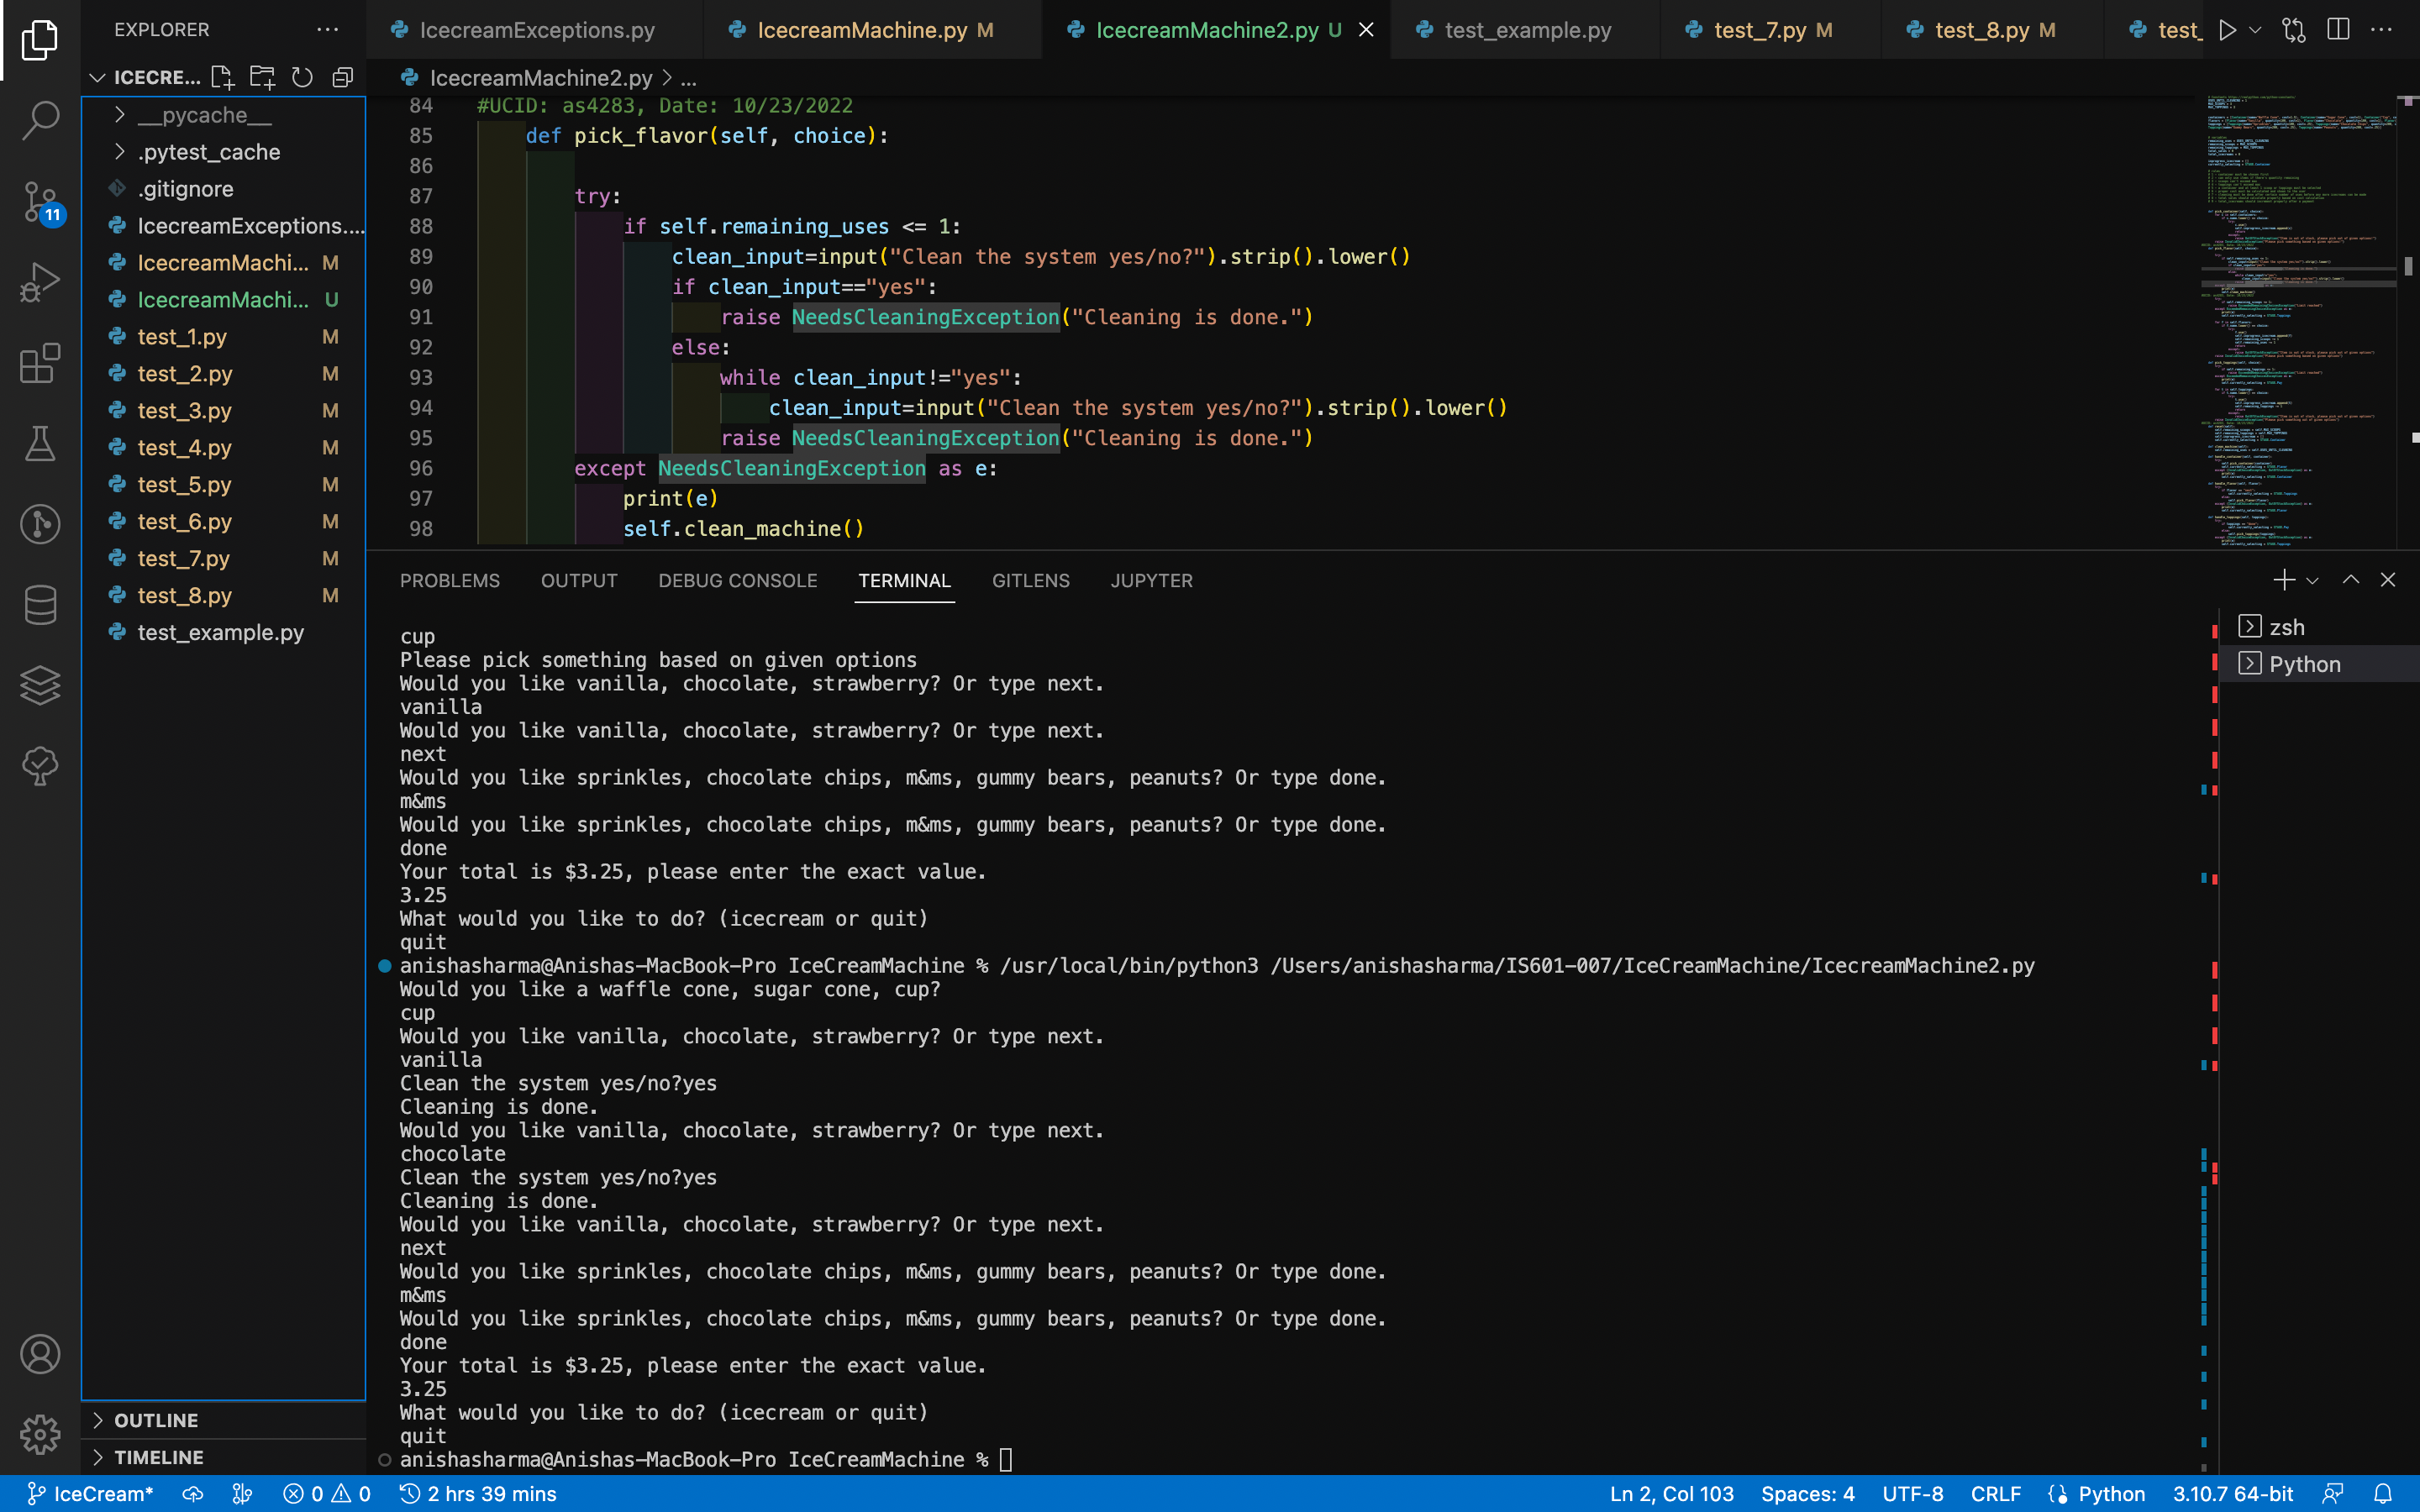 EXPLORER
IcecreamExceptions.py
IcecreamMachine.py M
IcecreamMachine2.py U
test_example.py
test_7.py M
test_8.py M
test_
ICECRE...
IcecreamMachine2.py > ...
__pycache__
.pytest_cache
.gitignore
IcecreamExceptions....
IcecreamMachi... M
IcecreamMachi... U
test_1.py M
test_2.py M
test_3.py M
test_4.py M
test_5.py M
test_6.py M
test_7.py M
test_8.py M
test_example.py
11
OUTLINE
TIMELINE
84 #UCID: as4283, Date: 10/23/2022
85 def pick_flavor(self, choice):
86
87 try:
88 if self.remaining_uses <= 1:
89 clean_input=input("Clean the system yes/no?").strip().lower()
90 if clean_input=="yes":
91 raise NeedsCleaningException("Cleaning is done.")
92 else:
93 while clean_input!="yes":
94 clean_input=input("Clean the system yes/no?").strip().lower()
95 raise NeedsCleaningException("Cleaning is done.")
96 except NeedsCleaningException as e:
97 print(e)
98 self.clean_machine()
PROBLEMS OUTPUT DEBUG CONSOLE TERMINAL GITLENS JUPYTER
zsh
Python
cup
Please pick something based on given options
Would you like vanilla, chocolate, strawberry? Or type next.
vanilla
Would you like vanilla, chocolate, strawberry? Or type next.
next
Would you like sprinkles, chocolate chips, m&ms, gummy bears, peanuts? Or type done.
m&ms
Would you like sprinkles, chocolate chips, m&ms, gummy bears, peanuts? Or type done.
done
Your total is $3.25, please enter the exact value.
3.25
What would you like to do? (icecream or quit)
quit
anishasharma@Anishas-MacBook-Pro IceCreamMachine % /usr/local/bin/python3 /Users/anishasharma/IS601-007/IceCreamMachine/IcecreamMachine2.py
Would you like a waffle cone, sugar cone, cup?
cup
Would you like vanilla, chocolate, strawberry? Or type next.
vanilla
Clean the system yes/no?yes
Cleaning is done.
Would you like vanilla, chocolate, strawberry? Or type next.
chocolate
Clean the system yes/no?yes
Cleaning is done.
Would you like vanilla, chocolate, strawberry? Or type next.
next
Would you like sprinkles, chocolate chips, m&ms, gummy bears, peanuts? Or type done.
m&ms
Would you like sprinkles, chocolate chips, m&ms, gummy bears, peanuts? Or type done.
done
Your total is $3.25, please enter the exact value.
3.25
What would you like to do? (icecream or quit)
quit
anishasharma@Anishas-MacBook-Pro IceCreamMachine %
IceCream* 0 0 2 hrs 39 mins Ln 2, Col 103 Spaces: 4 UTF-8 CRLF Python 3.10.7 64-bit